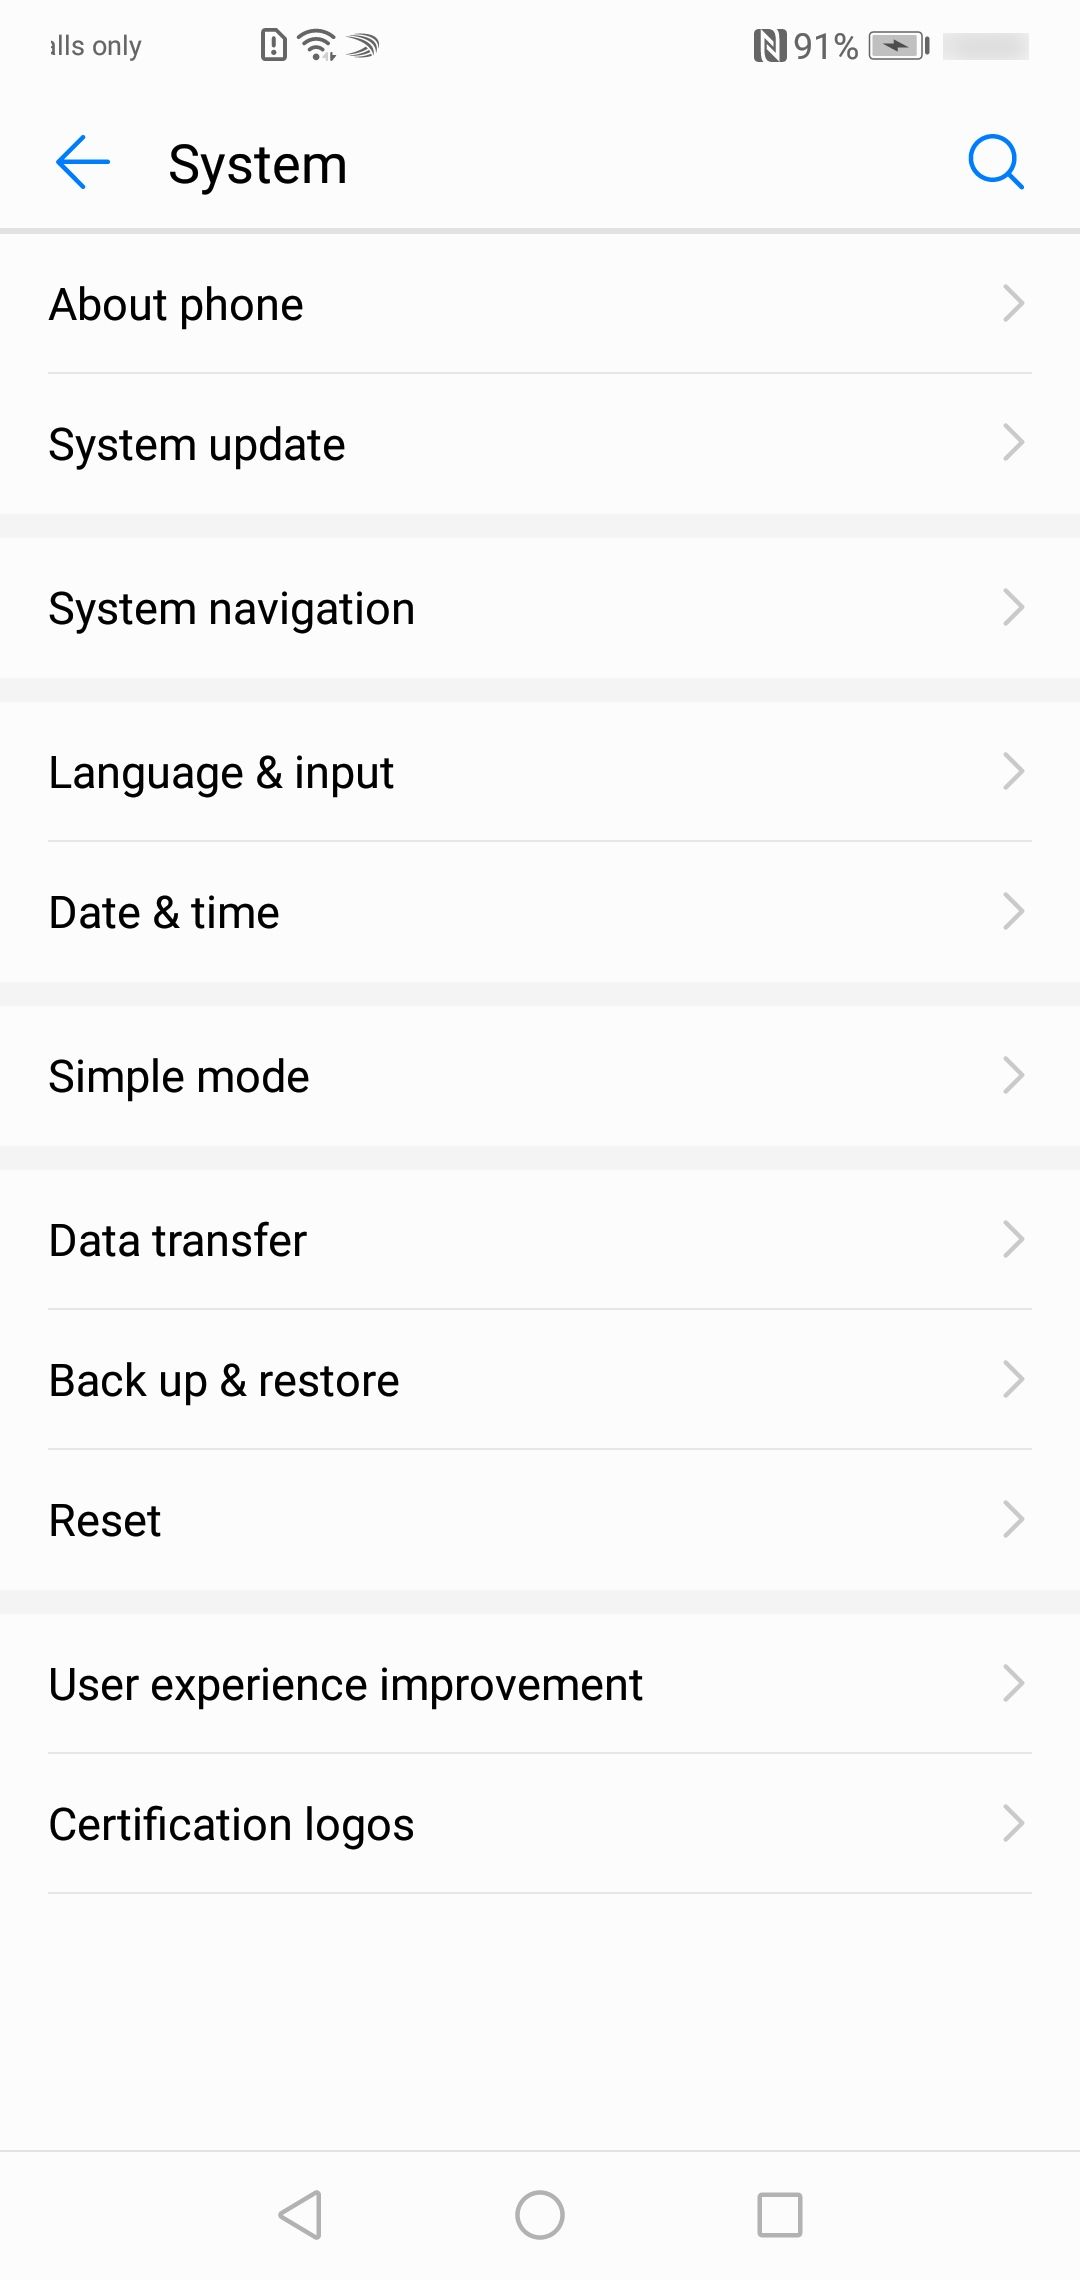 alls only
91%
System
About phone
System update
System navigation
Language & input
Date & time
Simple mode
Data transfer
Back up & restore
Reset
User experience improvement
Certification logos